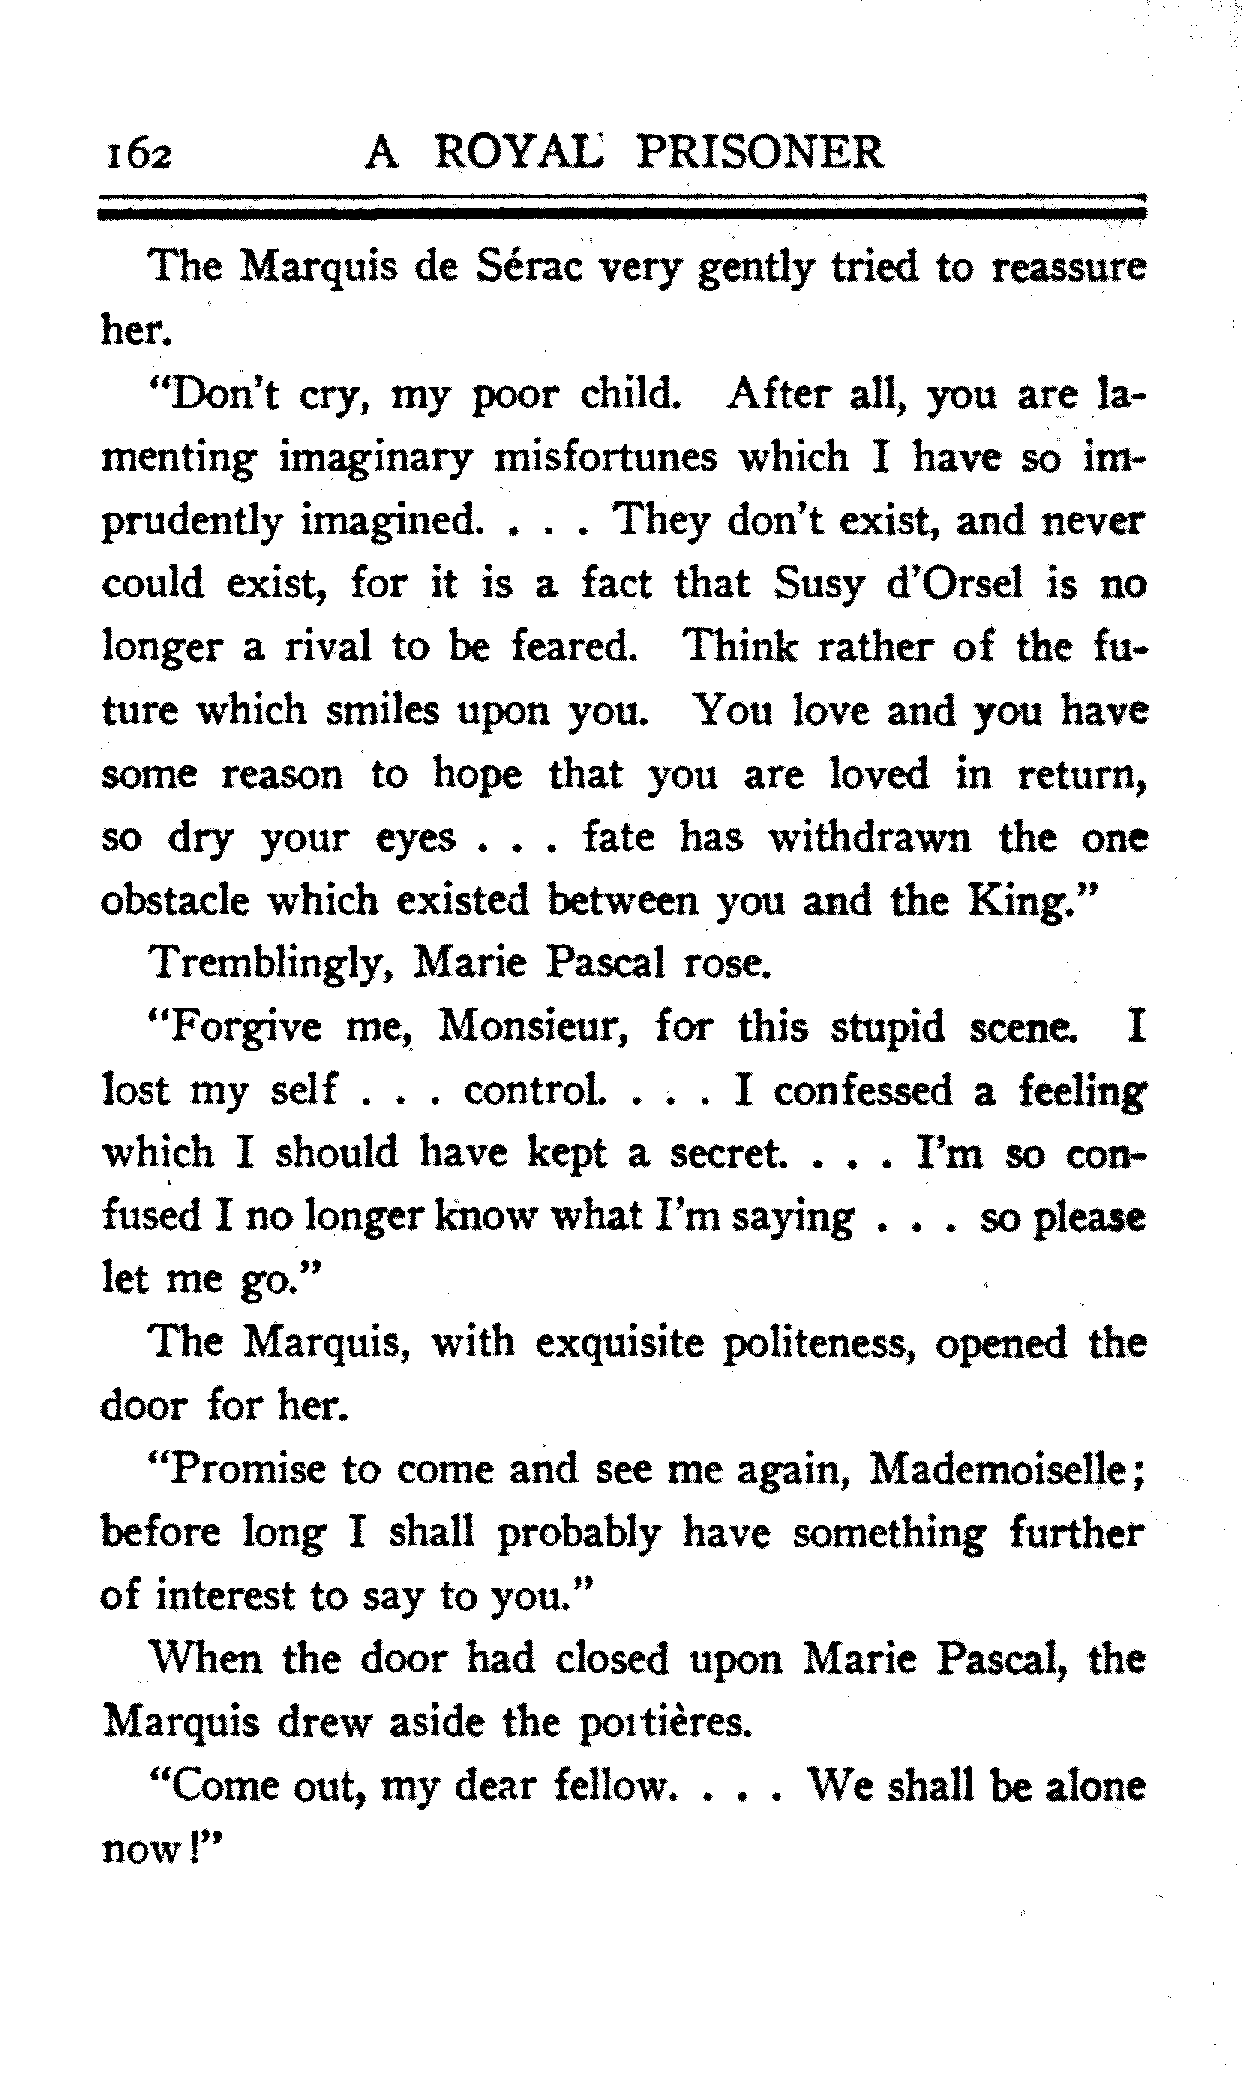 162 A ROYAL PRISONER
The Marquis de Sérac very gently tried to reassure
her.
“Don't cry, my poor child. After all, you are la-
menting imaginary misfortunes which I have so im-
prudently imagined. . . . They don't exist, and never
could exist, for it is a fact that Susy d'Orsel is no
longer a rival to be feared. Think rather of the fu-
ture which smiles upon you. You love and you have
some reason to hope that you are loved in return,
so dry your eyes . . . fate has withdrawn the one
obstacle which existed between you and the King.”
Tremblingly, Marie Pascal rose.
“Forgive me, Monsieur, for this stupid scene. I
lost my self . . . control. . . . I confessed a feeling
which I should have kept a secret. . . . I'm so con-
fused I no longer know what I'm saying . . . so please
let me go.”
The Marquis, with exquisite politeness, opened the
door for her.
“Promise to come and see me again, Mademoiselle;
before long I shall probably have something further
of interest to say to you.”
When the door had closed upon Marie Pascal, the
Marquis drew aside the portières.
“Come out, my dear fellow. . . . We shall be alone
now!”